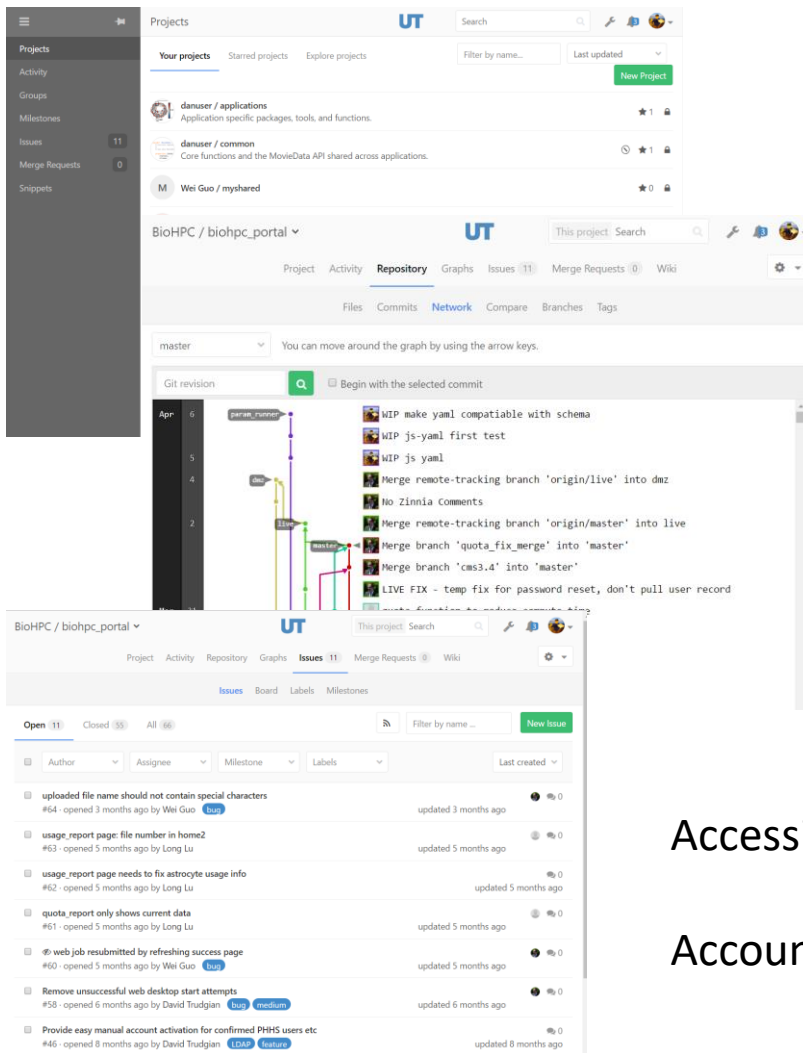 Projects
UT
Search
3
Projects
Activity
Groups
Milestones
Issues 11
Merge Requests 0
Snippets
Your projects Starred projects Explore projects
Filter by name... Last updated
New Project
danuser / applications
Application specific packages, tools, and functions.
1
danuser / common
Core functions and the MovieData API shared across applications.
1
M Wei Guo / myshared
0
BioHPC / biohpc_portal
UT
This project Search
3
Project Activity Repository Graphs Issues 11 Merge Requests 0 Wiki
Files Commits Network Compare Branches Tags
master You can move around the graph by using the arrow keys.
Git revision Begin with the selected commit
Apr 6 param_runner WIP make yaml compatiable with schema
WIP js-yaml first test
5 WIP js yaml
4 dmz Merge remote-tracking branch 'origin/live' into dmz
No Zinnia Comments
2 live Merge remote-tracking branch 'origin/master' into live
master Merge branch 'quota_fix_merge' into 'master'
Merge branch 'cms3.4' into 'master'
LIVE FIX - temp fix for password reset, don't pull user record
BioHPC / biohpc_portal
UT
This project Search
3
Project Activity Repository Graphs Issues 11 Merge Requests 0 Wiki
Issues Board Labels Milestones
Open 11 Closed 55 All 66
Filter by name ... New Issue
Author Assignee Milestone Labels Last created
uploaded file name should not contain special characters 0
#64 · opened 3 months ago by Wei Guo bug updated 3 months ago
usage_report page: file number in home2 0
#63 · opened 5 months ago by Long Lu updated 5 months ago
usage_report page needs to fix astrocyte usage info 0
#62 · opened 5 months ago by Long Lu updated 5 months ago
quota_report only shows current data 0
#61 · opened 5 months ago by Long Lu updated 5 months ago
web job resubmitted by refreshing success page 0
#60 · opened 5 months ago by Wei Guo bug updated 5 months ago
Remove unsuccessful web desktop start attempts 0
#58 · opened 6 months ago by David Trudgian bug medium updated 6 months ago
Provide easy manual account activation for confirmed PHHS users etc 0
#46 · opened 8 months ago by David Trudgian LDAP feature updated 8 months ago